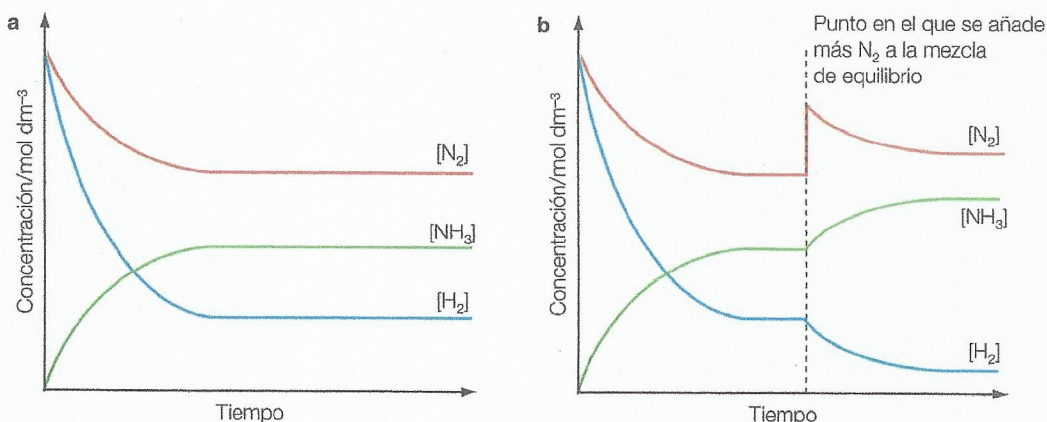 a
Concentración/mol dm⁻³
[N₂]
[NH₃]
[H₂]
Tiempo
b
Punto en el que se añade
más N₂ a la mezcla
de equilibrio
Concentración/mol dm⁻³
[N₂]
[NH₃]
[H₂]
Tiempo